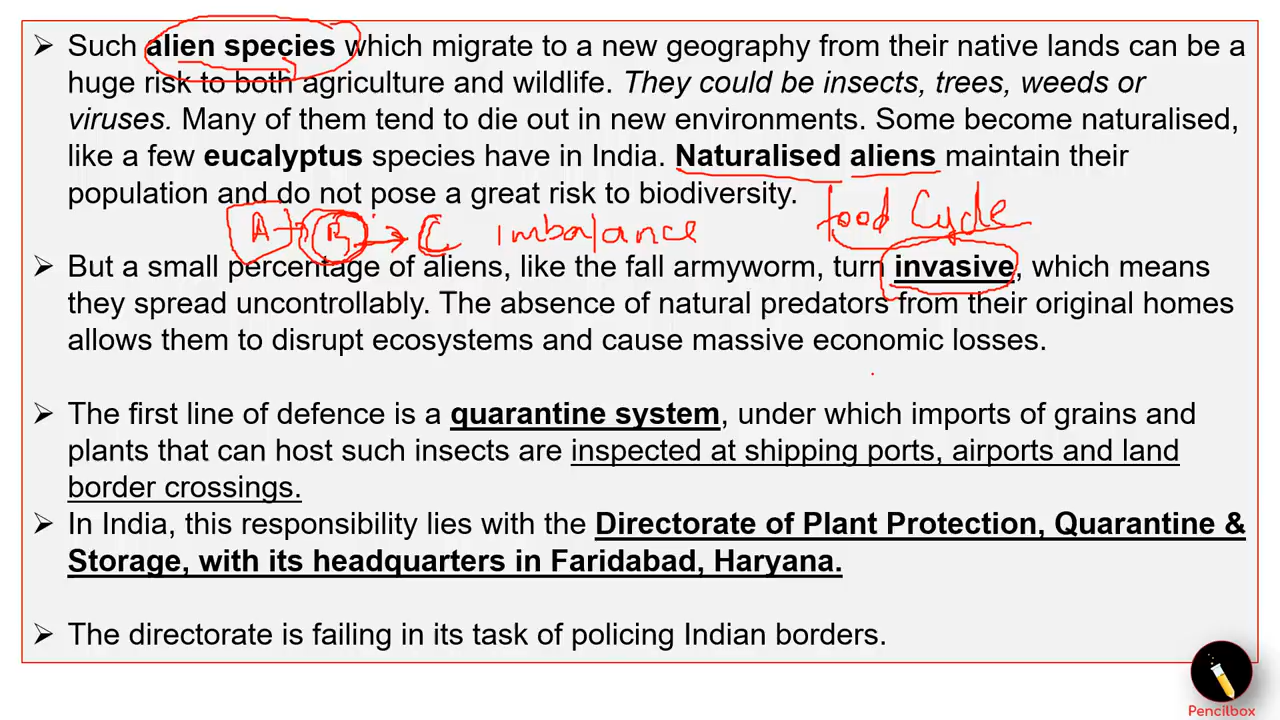 ➢ Such alien species which migrate to a new geography from their native lands can be a
huge risk to both agriculture and wildlife. They could be insects, trees, weeds or
viruses. Many of them tend to die out in new environments. Some become naturalised,
like a few eucalyptus species have in India. Naturalised aliens maintain their
population and do not pose a great risk to biodiversity.
food Cycle
A → B → C imbalance
➢ But a small percentage of aliens, like the fall armyworm, turn invasive, which means
they spread uncontrollably. The absence of natural predators from their original homes
allows them to disrupt ecosystems and cause massive economic losses.
➢ The first line of defence is a quarantine system, under which imports of grains and
plants that can host such insects are inspected at shipping ports, airports and land
border crossings.
➢ In India, this responsibility lies with the Directorate of Plant Protection, Quarantine &
Storage, with its headquarters in Faridabad, Haryana.
➢ The directorate is failing in its task of policing Indian borders.
Pencilbox